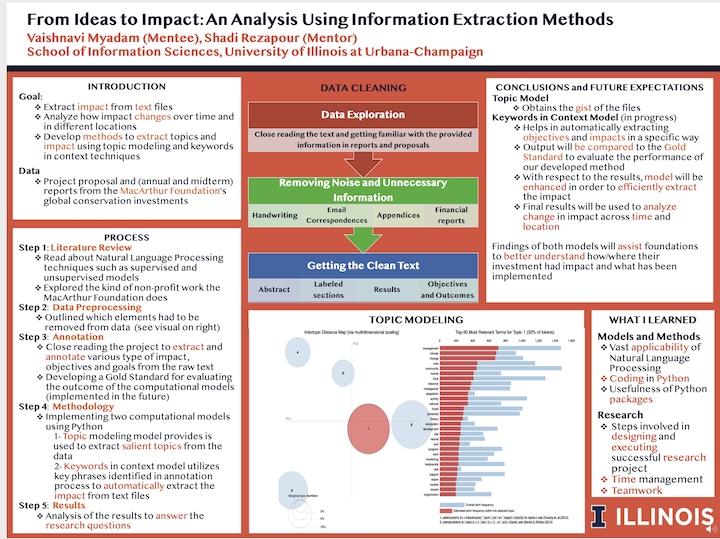 From Ideas to Impact: An Analysis Using Information Extraction Methods
Vaishnavi Myadam (Mentee), Shadi Rezapour (Mentor)
School of Information Sciences, University of Illinois at Urbana-Champaign
INTRODUCTION
Goal:
❖ Extract impact from text files
❖ Analyze how impact changes over time and
in different locations
❖ Develop methods to extract topics and
impact using topic modeling and keywords
in context techniques
Data
❖ Project proposal and (annual and midterm)
reports from the MacArthur Foundation's
global conservation investments
PROCESS
Step 1: Literature Review
❖ Read about Natural Language Processing
techniques such as supervised and
unsupervised models
❖ Explored the kind of non-profit work the
MacArthur Foundation does
Step 2: Data Preprocessing
❖ Outlined which elements had to be
removed from data (see visual on right)
Step 3: Annotation
❖ Close reading the project to extract and
annotate various type of impact,
objectives and goals from the raw text
❖ Developing a Gold Standard for evaluating
the outcome of the computational models
(implemented in the future)
Step 4: Methodology
❖ Implementing two computational models
using Python
1- Topic modeling model provides is
used to extract salient topics from the
data
2- Keywords in context model utilizes
key phrases identified in annotation
process to automatically extract the
impact from text files
Step 5: Results
❖ Analysis of the results to answer the
research questions
DATA CLEANING
Data Exploration
Close reading the text and getting familiar with the provided
information in reports and proposals
Removing Noise and Unnecessary
Information
Handwriting
Email
Correspondences
Appendices
Financial
reports
Getting the Clean Text
Abstract
Labeled
sections
Results
Objectives
and Outcomes
TOPIC MODELING
Intertopic Distance Map (via multidimensional scaling)
Top-30 Most Relevant Terms for Topic 1 (32% of tokens)
CONCLUSIONS and FUTURE EXPECTATIONS
Topic Model
❖ Obtains the gist of the files
Keywords in Context Model (in progress)
❖ Helps in automatically extracting
objectives and impacts in a specific way
❖ Output will be compared to the Gold
Standard to evaluate the performance of
our developed method
❖ With respect to the results, model will be
enhanced in order to efficiently extract
the impact
❖ Final results will be used to analyze
change in impact across time and
location
Findings of both models will assist foundations
to better understand how/where their
investment had impact and what has been
implemented
WHAT I LEARNED
Models and Methods
❖ Vast applicability of
Natural Language
Processing
❖ Coding in Python
❖ Usefulness of Python
packages
Research
❖ Steps involved in
designing and
executing
successful research
project
❖ Time management
❖ Teamwork
I ILLINOIS